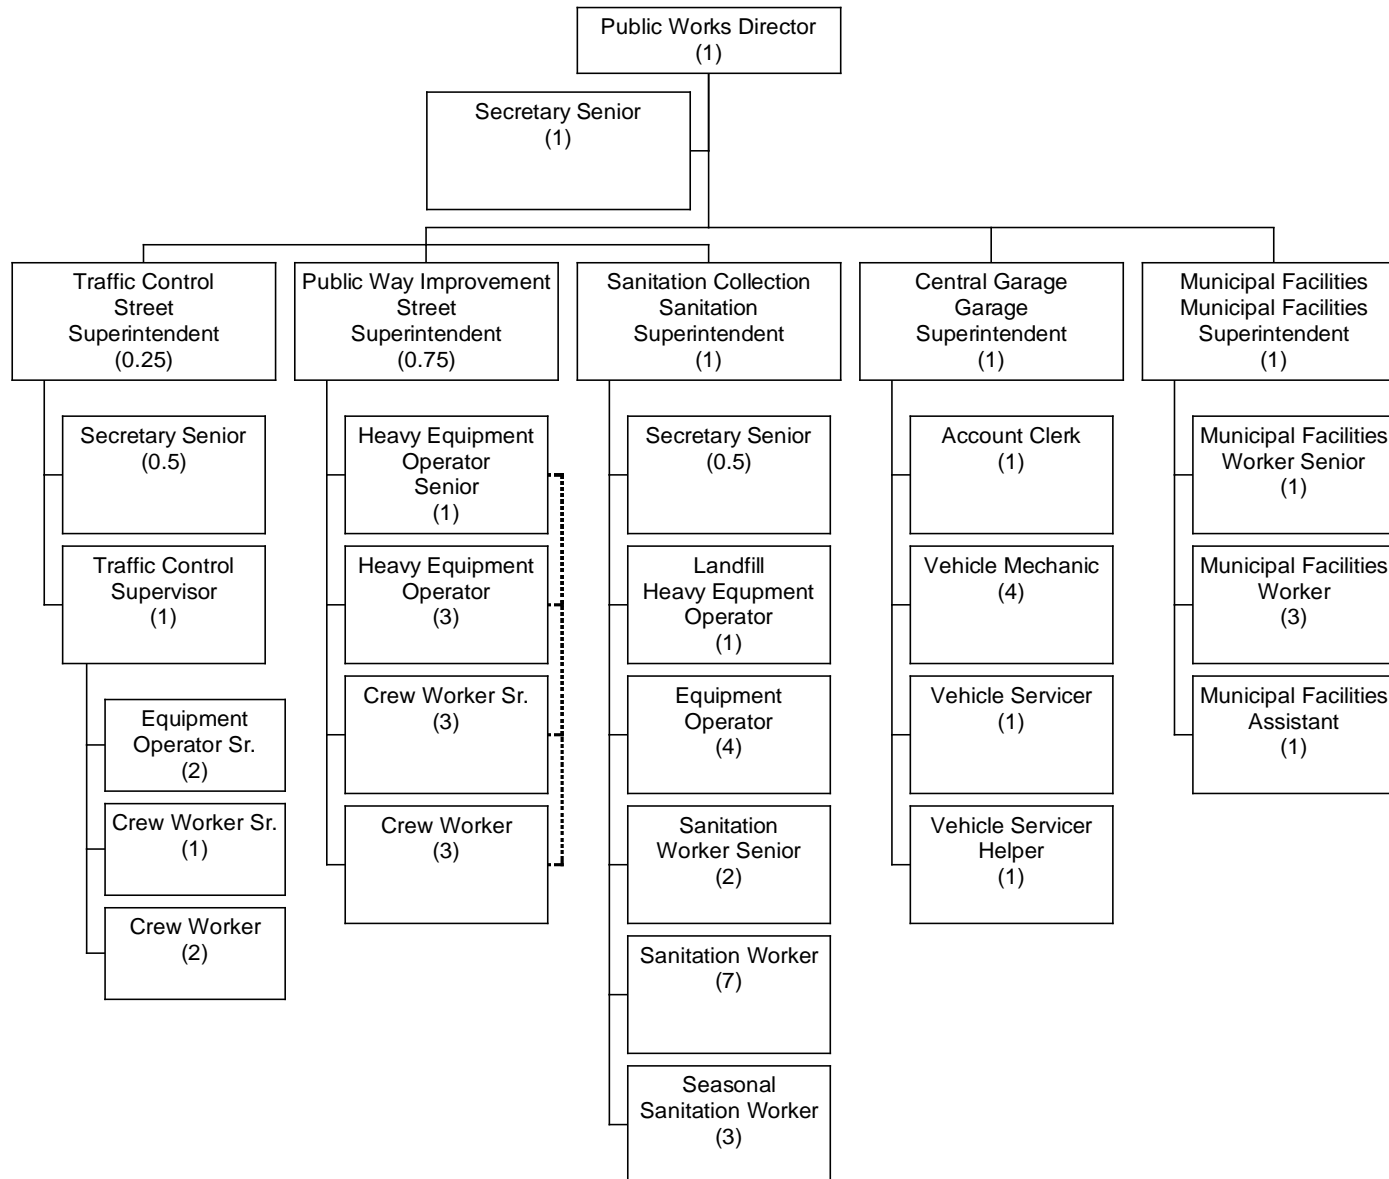 Public Works Director
(1)
Secretary Senior
(1)
Traffic Control
Street
Superintendent
(0.25)
Public Way Improvement
Street
Superintendent
(0.75)
Sanitation Collection
Sanitation
Superintendent
(1)
Central Garage
Garage
Superintendent
(1)
Municipal Facilities
Municipal Facilities
Superintendent
(1)
Secretary Senior
(0.5)
Traffic Control
Supervisor
(1)
Equipment
Operator Sr.
(2)
Crew Worker Sr.
(1)
Crew Worker
(2)
Heavy Equipment
Operator
Senior
(1)
Heavy Equipment
Operator
(3)
Crew Worker Sr.
(3)
Crew Worker
(3)
Secretary Senior
(0.5)
Landfill
Heavy Equpment
Operator
(1)
Equipment
Operator
(4)
Sanitation
Worker Senior
(2)
Sanitation Worker
(7)
Seasonal
Sanitation Worker
(3)
Account Clerk
(1)
Vehicle Mechanic
(4)
Vehicle Servicer
(1)
Vehicle Servicer
Helper
(1)
Municipal Facilities
Worker Senior
(1)
Municipal Facilities
Worker
(3)
Municipal Facilities
Assistant
(1)